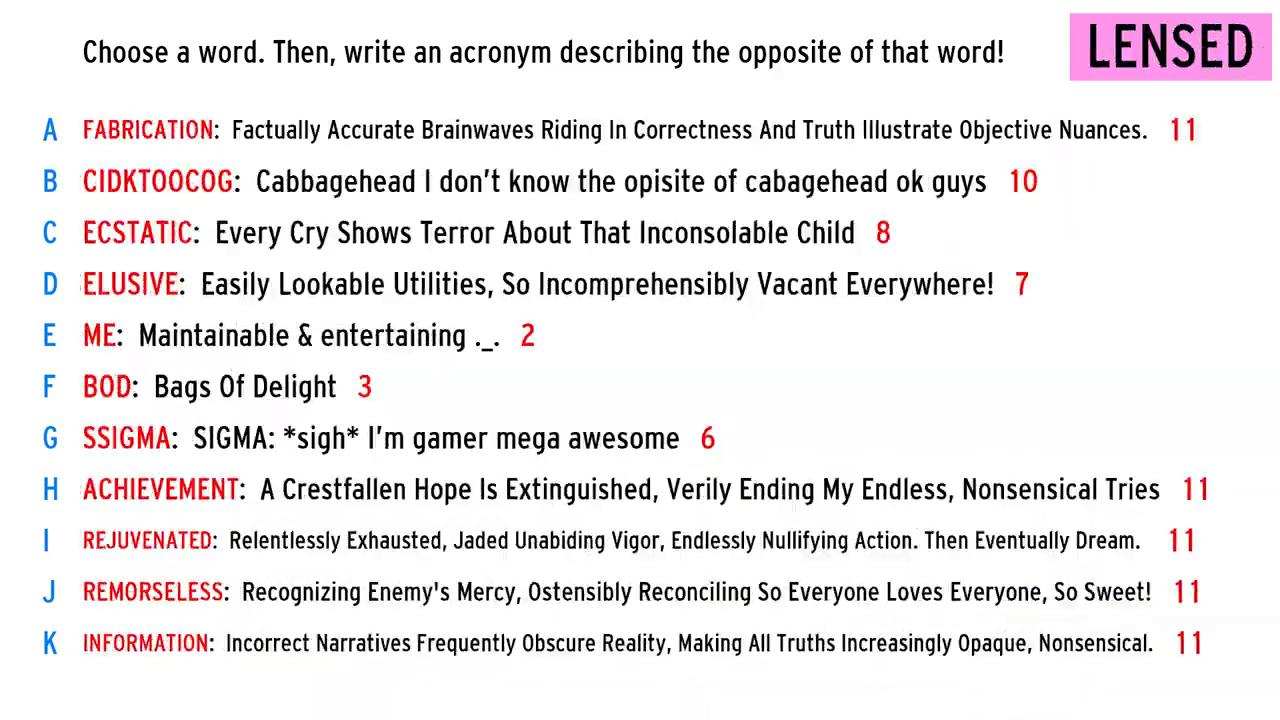 Choose a word. Then, write an acronym describing the opposite of that word!
LENSED
A FABRICATION: Factually Accurate Brainwaves Riding In Correctness And Truth Illustrate Objective Nuances. 11
B CIDKTOOCOG: Cabbagehead I don't know the opisite of cabagehead ok guys 10
C ECSTATIC: Every Cry Shows Terror About That Inconsolable Child 8
D ELUSIVE: Easily Lookable Utilities, So Incomprehensibly Vacant Everywhere! 7
E ME: Maintainable & entertaining ._. 2
F BOD: Bags Of Delight 3
G SSIGMA: SIGMA: *sigh* I'm gamer mega awesome 6
H ACHIEVEMENT: A Crestfallen Hope Is Extinguished, Verily Ending My Endless, Nonsensical Tries 11
I REJUVENATED: Relentlessly Exhausted, Jaded Unabiding Vigor, Endlessly Nullifying Action. Then Eventually Dream. 11
J REMORSELESS: Recognizing Enemy's Mercy, Ostensibly Reconciling So Everyone Loves Everyone, So Sweet! 11
K INFORMATION: Incorrect Narratives Frequently Obscure Reality, Making All Truths Increasingly Opaque, Nonsensical. 11